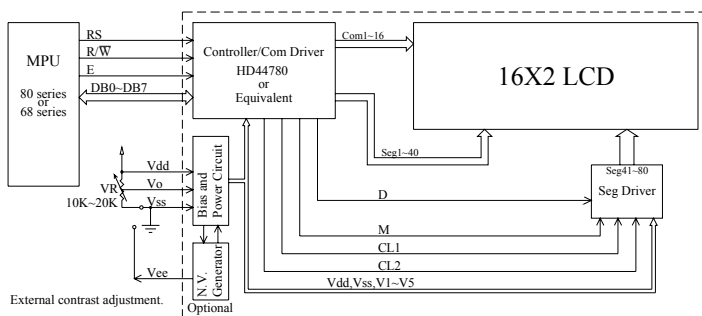 MPU
80 series
or
68 series
RS
R/W̅
E
DB0~DB7
Controller/Com Driver
HD44780
or
Equivalent
Com1~16
16X2 LCD
Seg1~40
Seg41~80
Seg Driver
Vdd
Vo
Vss
VR
10K~20K
Bias and
Power Circuit
D
M
CL1
CL2
Vdd,Vss,V1~V5
Vee
N.V.
Generator
Optional
External contrast adjustment.